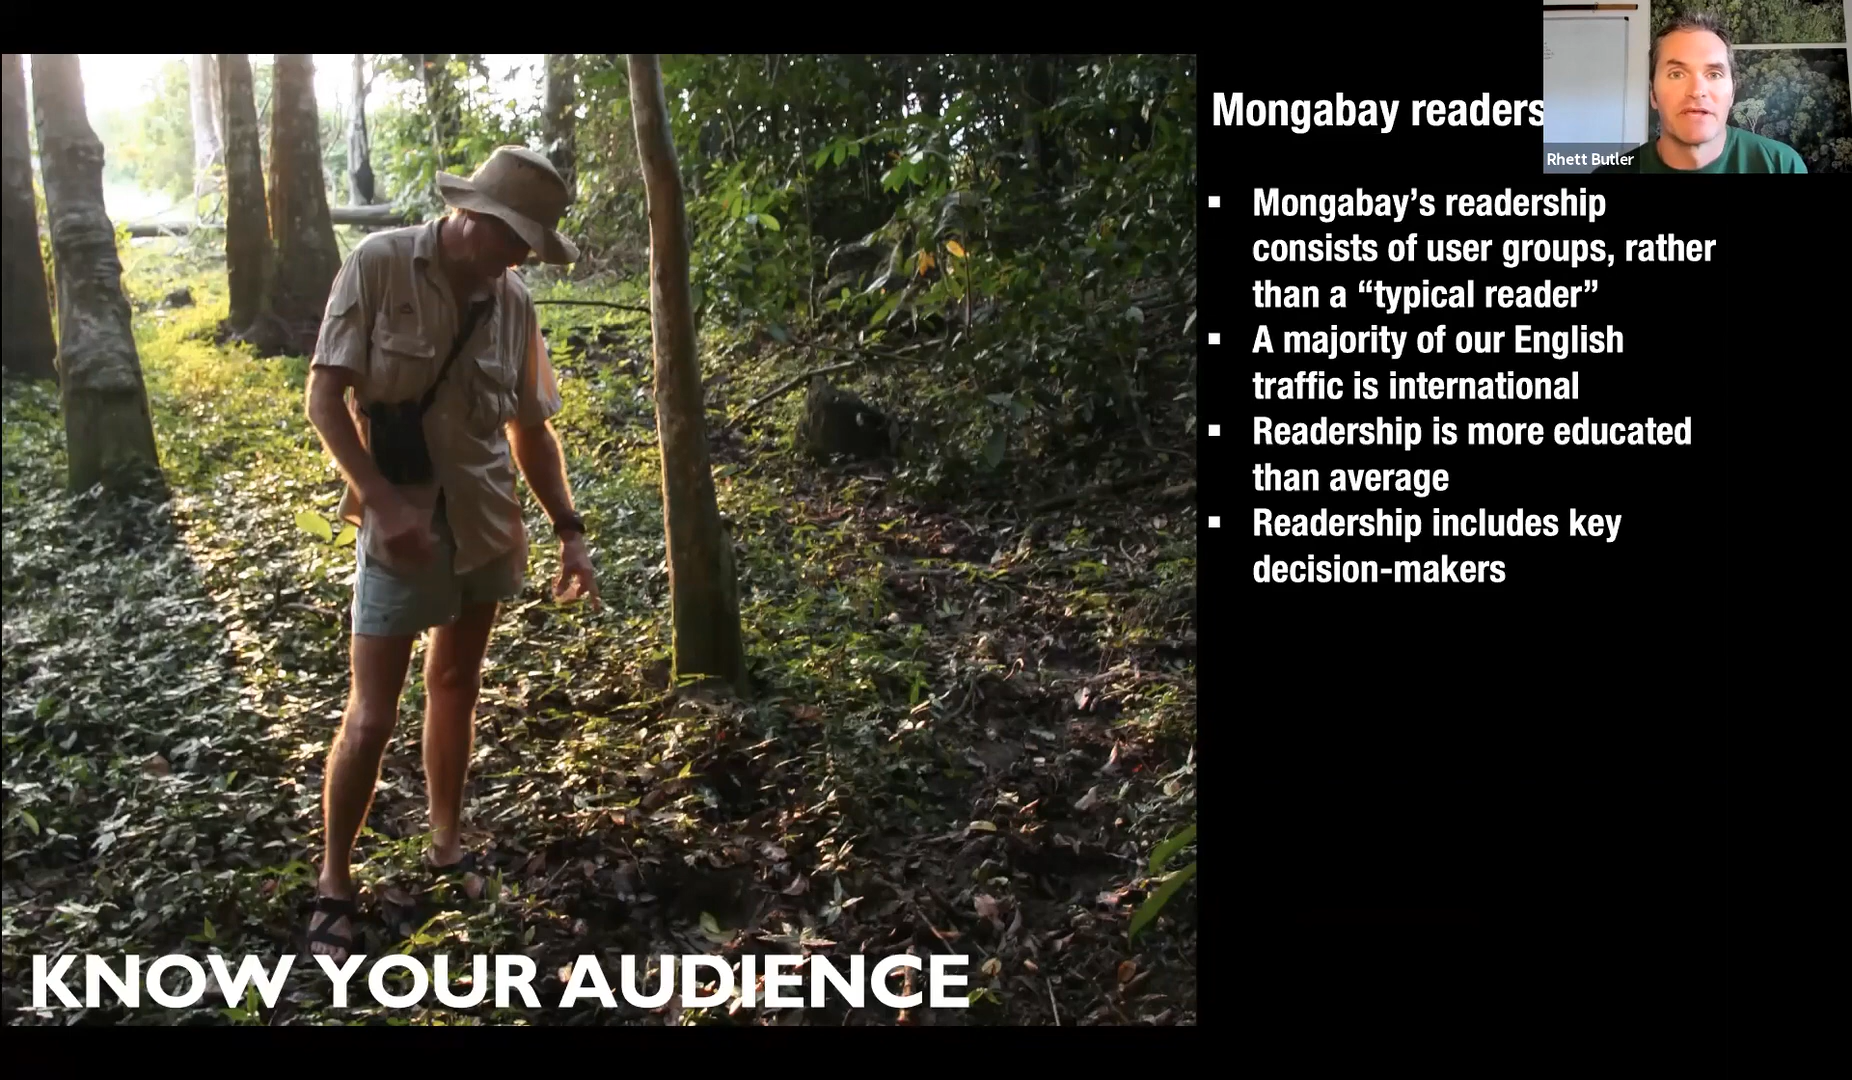 Mongabay readers
Rhett Butler
▪ Mongabay’s readership
consists of user groups, rather
than a “typical reader”
▪ A majority of our English
traffic is international
▪ Readership is more educated
than average
▪ Readership includes key
decision-makers
KNOW YOUR AUDIENCE